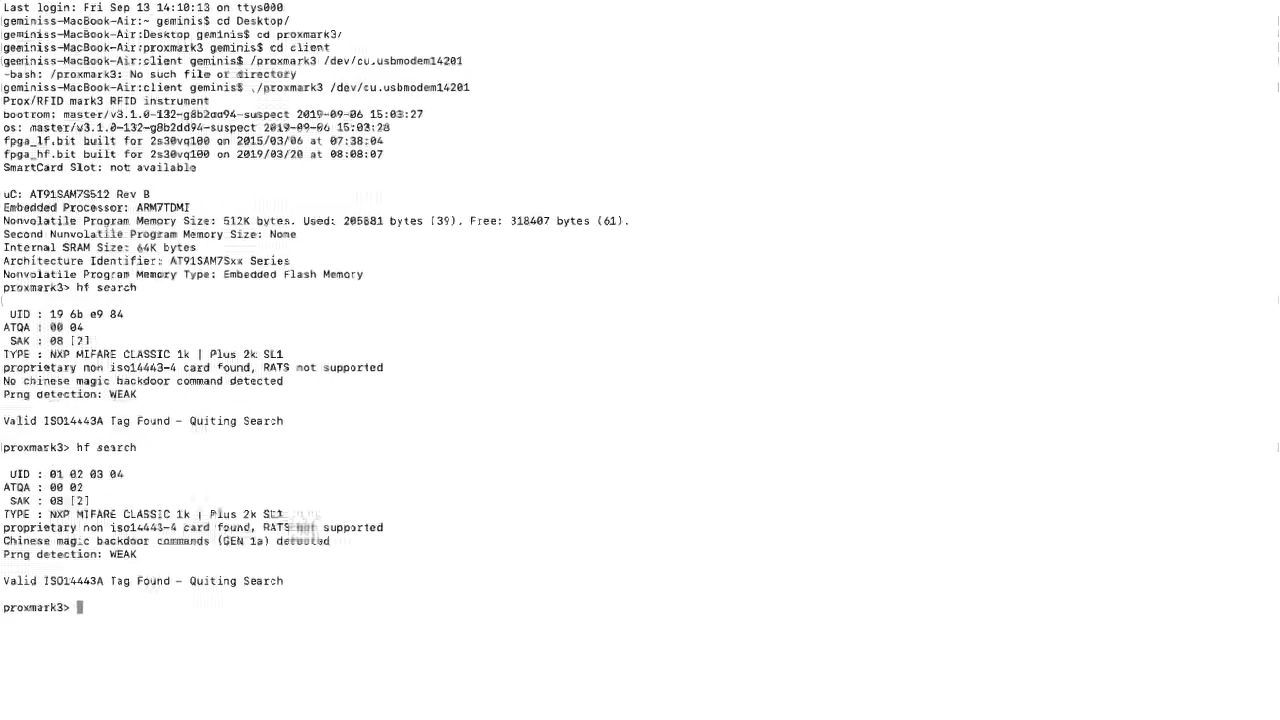 Last login: Fri Sep 13 14:10:13 on ttys000
geminiss-MacBook-Air:~ geminis$ cd Desktop/
geminiss-MacBook-Air:Desktop geminis$ cd proxmark3/
geminiss-MacBook-Air:proxmark3 geminis$ cd client
geminiss-MacBook-Air:client geminis$ /proxmark3 /dev/cu.usbmodem14201
-bash: /proxmark3: No such file or directory
geminiss-MacBook-Air:client geminis$ ./proxmark3 /dev/cu.usbmodem14201
Prox/RFID mark3 RFID instrument
bootrom: master/v3.1.0-132-g8b2dd94-suspect 2019-09-06 15:03:27
os: master/v3.1.0-132-g8b2dd94-suspect 2019-09-06 15:03:28
fpga_lf.bit built for 2s30vq100 on 2015/03/06 at 07:38:04
fpga_hf.bit built for 2s30vq100 on 2019/03/20 at 08:08:07
SmartCard Slot: not available
uC: AT91SAM7S512 Rev B
Embedded Processor: ARM7TDMI
Nonvolatile Program Memory Size: 512K bytes. Used: 205881 bytes (39). Free: 318407 bytes (61).
Second Nonvolatile Program Memory Size: None
Internal SRAM Size: 64K bytes
Architecture Identifier: AT91SAM7Sxx Series
Nonvolatile Program Memory Type: Embedded Flash Memory
proxmark3> hf search
UID : 19 6b e9 84
ATQA : 00 04
SAK : 08 [2]
TYPE : NXP MIFARE CLASSIC 1k | Plus 2k SL1
proprietary non iso14443-4 card found, RATS not supported
No chinese magic backdoor command detected
Prng detection: WEAK
Valid ISO14443A Tag Found - Quiting Search
proxmark3> hf search
UID : 01 02 03 04
ATQA : 00 02
SAK : 08 [2]
TYPE : NXP MIFARE CLASSIC 1k | Plus 2k SL1
proprietary non iso14443-4 card found, RATS not supported
Chinese magic backdoor commands (GEN 1a) detected
Prng detection: WEAK
Valid ISO14443A Tag Found - Quiting Search
proxmark3>